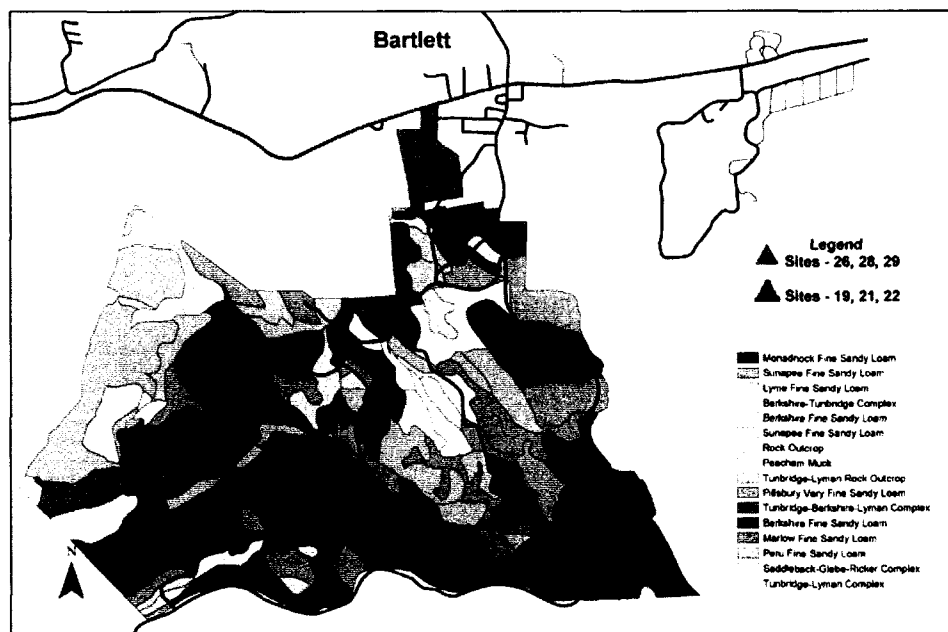 Bartlett
Legend
Sites - 26, 28, 29
Sites - 19, 21, 22
Monadnock Fine Sandy Loam
Sunapee Fine Sandy Loam
Lyme Fine Sandy Loam
Berkshire-Tunbridge Complex
Berkshire Fine Sandy Loam
Sunapee Fine Sandy Loam
Rock Outcrop
Peacham Muck
Tunbridge-Lyman Rock Outcrop
Pillsbury Very Fine Sandy Loam
Tunbridge-Berkshire-Lyman Complex
Berkshire Fine Sandy Loam
Marlow Fine Sandy Loam
Peru Fine Sandy Loam
Saddleback-Glebe-Ricker Complex
Tunbridge-Lyman Complex
N